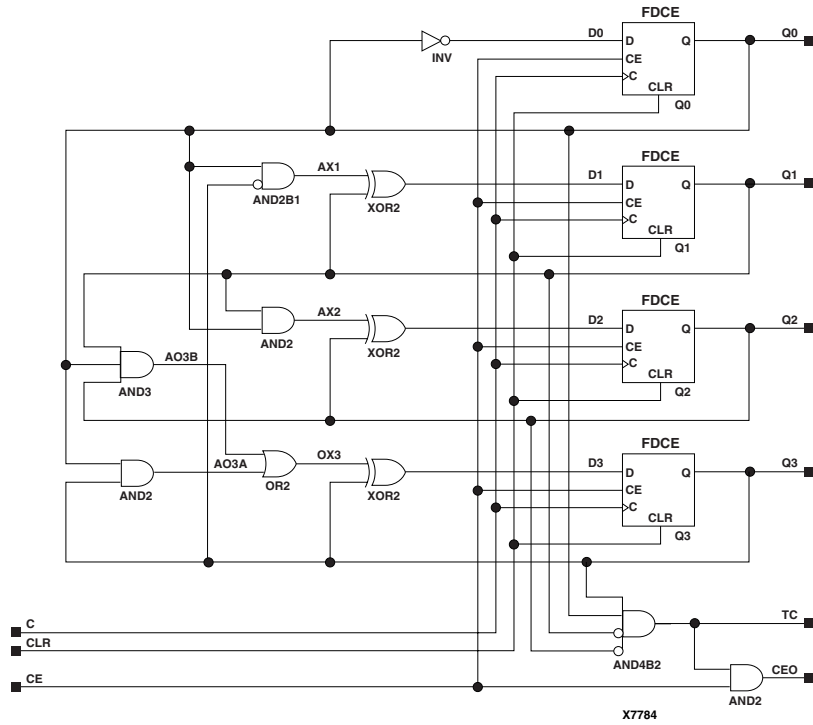 FDCE
D0
D
Q
Q0
CE
INV
C
CLR
Q0
FDCE
AX1
D1
D
Q
Q1
CE
AND2B1
XOR2
C
CLR
Q1
FDCE
AX2
D2
D
Q
Q2
CE
AND2
XOR2
C
AO3B
CLR
Q2
AND3
FDCE
OX3
D3
D
Q
Q3
AO3A
CE
AND2
OR2
XOR2
C
CLR
Q3
C
TC
CLR
AND4B2
CE
CEO
AND2
X7784